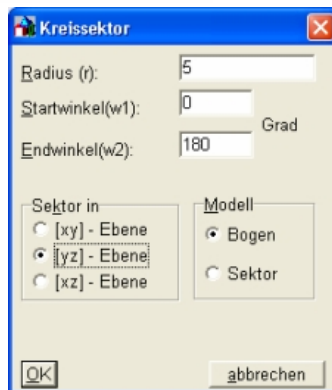 Kreissektor
Radius (r):
5
Startwinkel(w1):
0
Grad
Endwinkel(w2):
180
Sektor in
[xy] - Ebene
[yz] - Ebene
[xz] - Ebene
Modell
Bogen
Sektor
OK
abbrechen